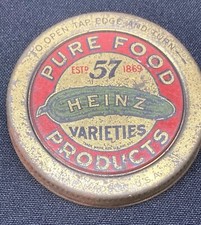 TO OPEN TAP EDGE AND TURN
PURE FOOD
ESTD. 57 1869
HEINZ
VARIETIES
PRODUCTS
U.S.A.